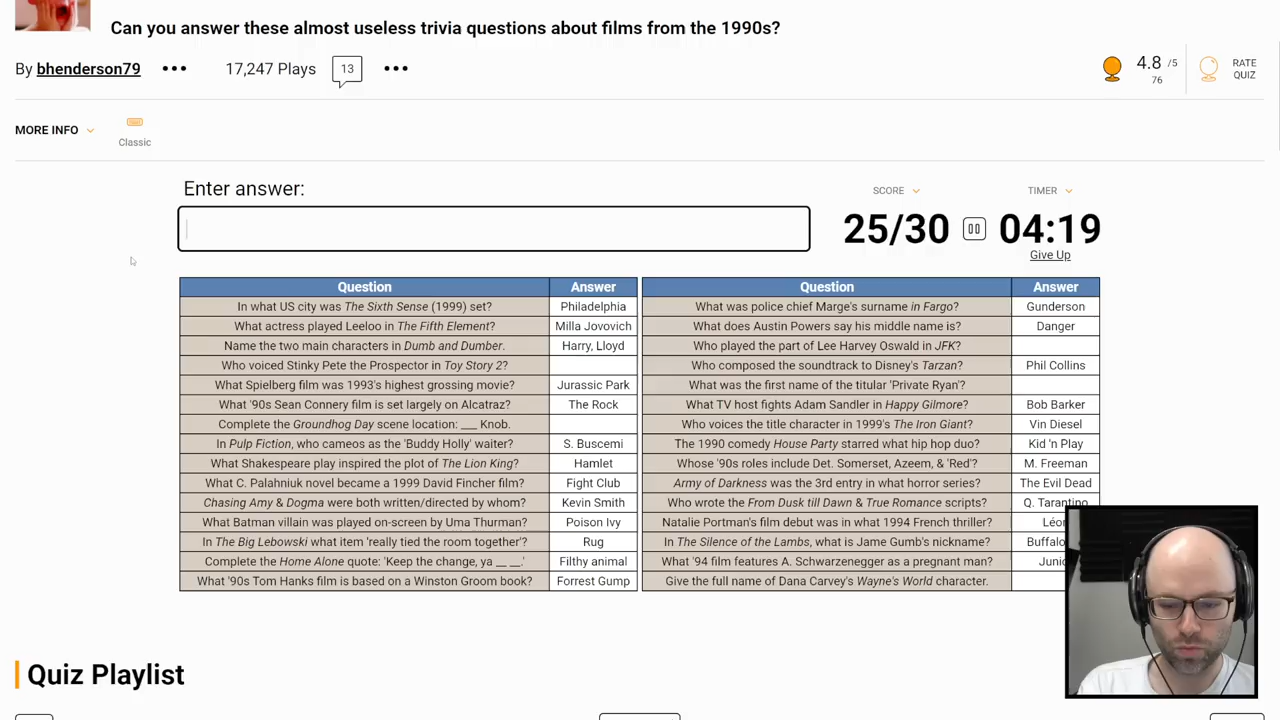 Can you answer these almost useless trivia questions about films from the 1990s?
By bhenderson79 ••• 17,247 Plays 13 •••
4.8 /5
76
RATE QUIZ
MORE INFO
Classic
Enter answer:
SCORE
TIMER
25/30
04:19
Give Up
Question Answer
In what US city was The Sixth Sense (1999) set? Philadelphia
What actress played Leeloo in The Fifth Element? Milla Jovovich
Name the two main characters in Dumb and Dumber. Harry, Lloyd
Who voiced Stinky Pete the Prospector in Toy Story 2?
What Spielberg film was 1993's highest grossing movie? Jurassic Park
What '90s Sean Connery film is set largely on Alcatraz? The Rock
Complete the Groundhog Day scene location: ___ Knob.
In Pulp Fiction, who cameos as the 'Buddy Holly' waiter? S. Buscemi
What Shakespeare play inspired the plot of The Lion King? Hamlet
What C. Palahniuk novel became a 1999 David Fincher film? Fight Club
Chasing Amy & Dogma were both written/directed by whom? Kevin Smith
What Batman villain was played on-screen by Uma Thurman? Poison Ivy
In The Big Lebowski what item 'really tied the room together'? Rug
Complete the Home Alone quote: 'Keep the change, ya __ __.' Filthy animal
What '90s Tom Hanks film is based on a Winston Groom book? Forrest Gump
Question Answer
What was police chief Marge's surname in Fargo? Gunderson
What does Austin Powers say his middle name is? Danger
Who played the part of Lee Harvey Oswald in JFK?
Who composed the soundtrack to Disney's Tarzan? Phil Collins
What was the first name of the titular 'Private Ryan'?
What TV host fights Adam Sandler in Happy Gilmore? Bob Barker
Who voices the title character in 1999's The Iron Giant? Vin Diesel
The 1990 comedy House Party starred what hip hop duo? Kid 'n Play
Whose '90s roles include Det. Somerset, Azeem, & 'Red'? M. Freeman
Army of Darkness was the 3rd entry in what horror series? The Evil Dead
Who wrote the From Dusk till Dawn & True Romance scripts? Q. Tarantino
Natalie Portman's film debut was in what 1994 French thriller? Léo
In The Silence of the Lambs, what is Jame Gumb's nickname? Buffalo
What '94 film features A. Schwarzenegger as a pregnant man? Junio
Give the full name of Dana Carvey's Wayne's World character.
Quiz Playlist